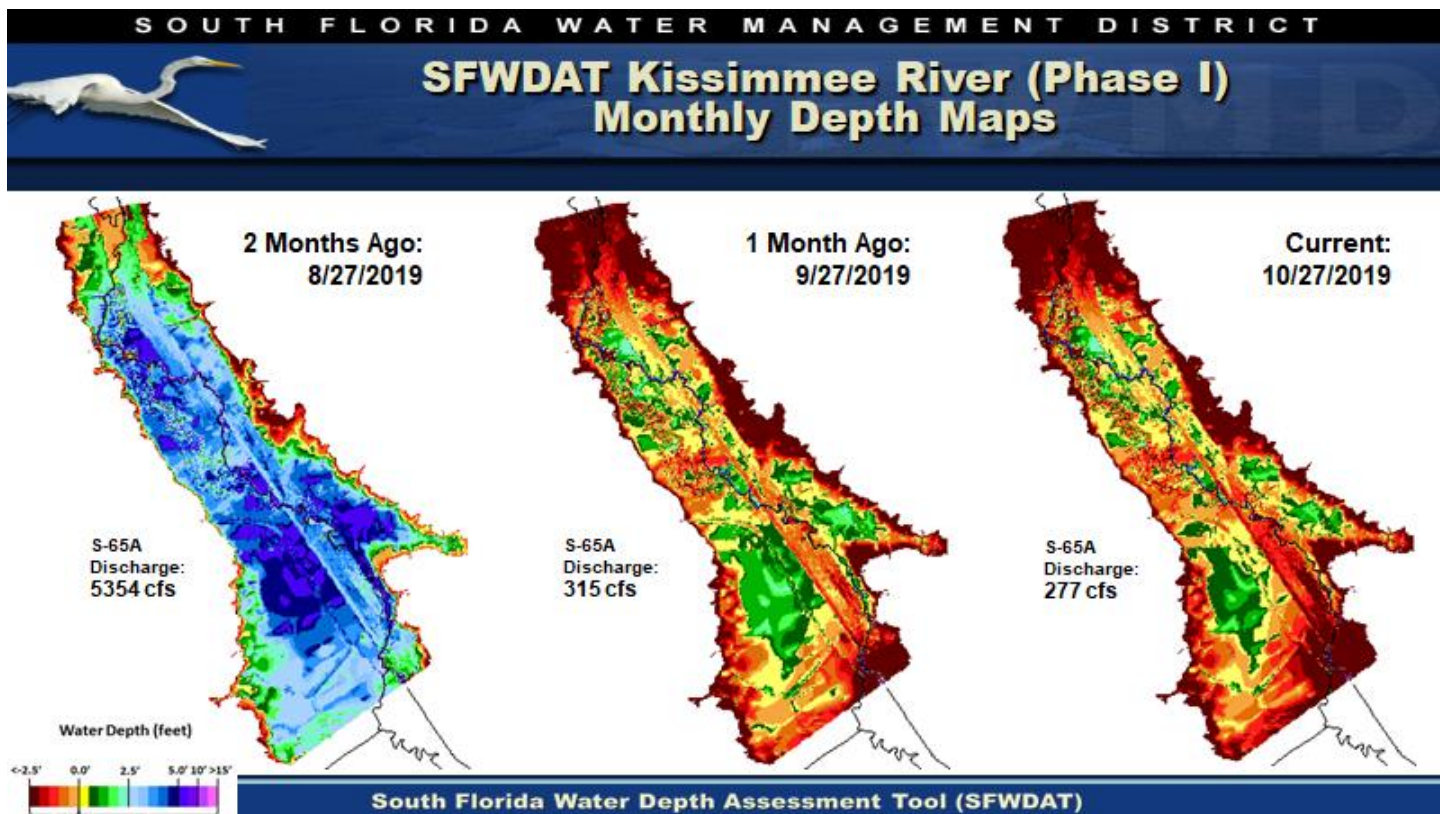 SOUTH FLORIDA WATER MANAGEMENT DISTRICT
SFWDAT Kissimmee River (Phase I)
Monthly Depth Maps
2 Months Ago:
8/27/2019
1 Month Ago:
9/27/2019
Current:
10/27/2019
S-65A
Discharge:
5354 cfs
S-65A
Discharge:
315 cfs
S-65A
Discharge:
277 cfs
Water Depth (feet)
<-2.5' 0.0' 2.5' 5.0' 10' >15'
South Florida Water Depth Assessment Tool (SFWDAT)